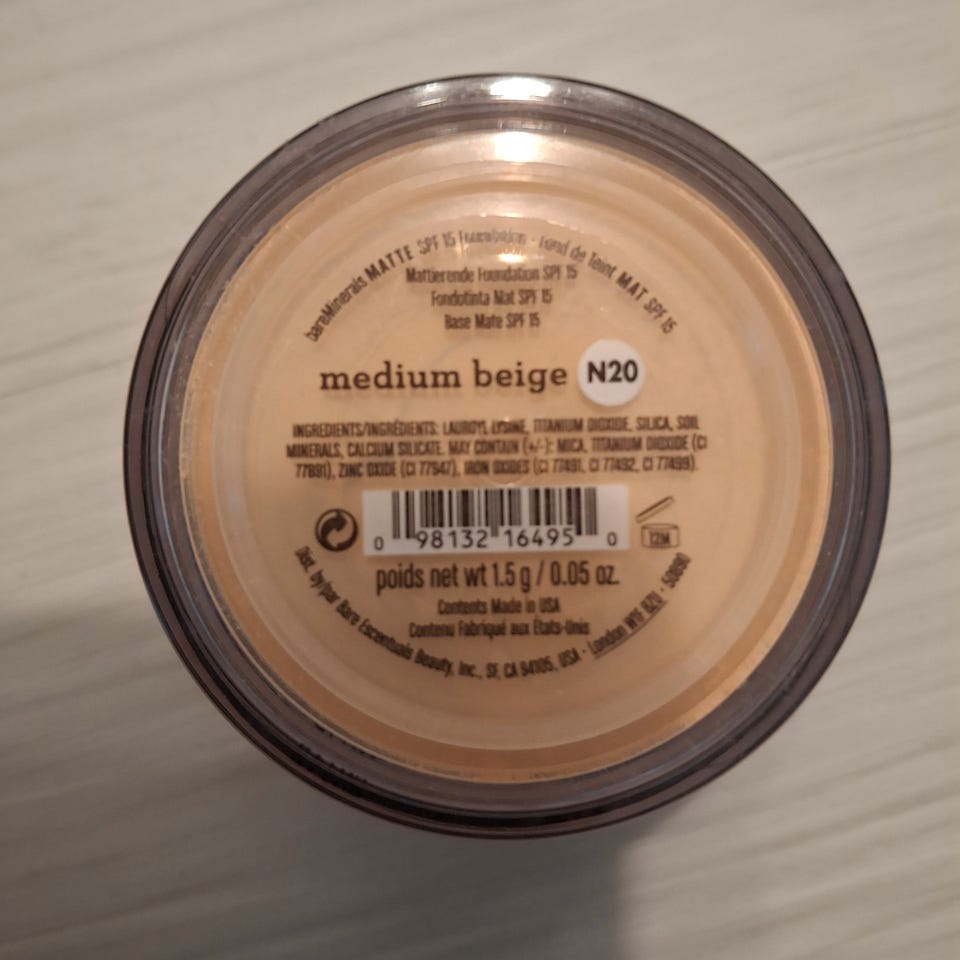 bareMinerals MATTE SPF 15 Foundation · Fond de Teint MAT SPF 15
Mattierende Foundation SPF 15
Fondotinta Mat SPF 15
Base Mate SPF 15
medium beige N20
INGREDIENTS/INGRÉDIENTS: LAUROYL LYSINE, TITANIUM DIOXIDE, SILICA, SOIL
MINERALS, CALCIUM SILICATE. MAY CONTAIN (+/-): MICA, TITANIUM DIOXIDE (CI
77891), ZINC OXIDE (CI 77947), IRON OXIDES (CI 77491, CI 77492, CI 77499).
0 98132 16495 0
12M
poids net wt 1.5 g / 0.05 oz.
Contents Made in USA
Contenu Fabriqué aux États-Unis
Dist. by/par Bare Escentuals Beauty, Inc., SF, CA 94105, USA · London W1F 9ZU · 50690